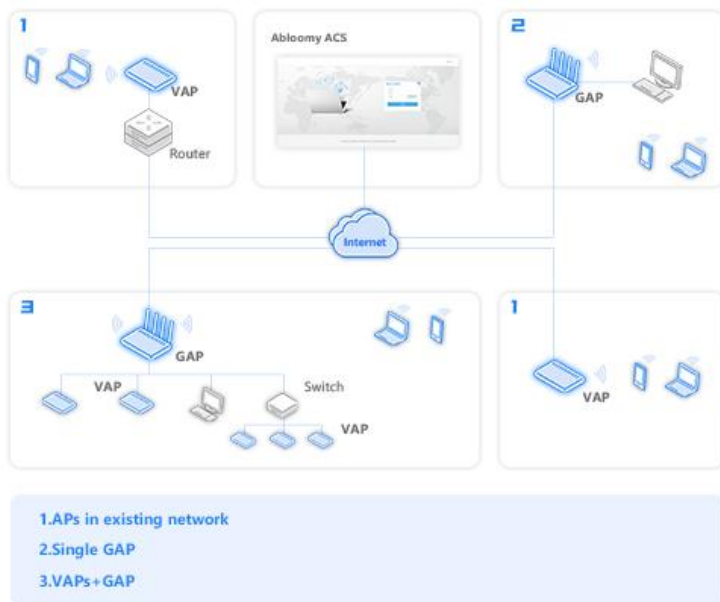 1
VAP
Router
Abloomy ACS
2
GAP
Internet
3
GAP
VAP
Switch
VAP
1
VAP
1.APs in existing network
2.Single GAP
3.VAPs+GAP